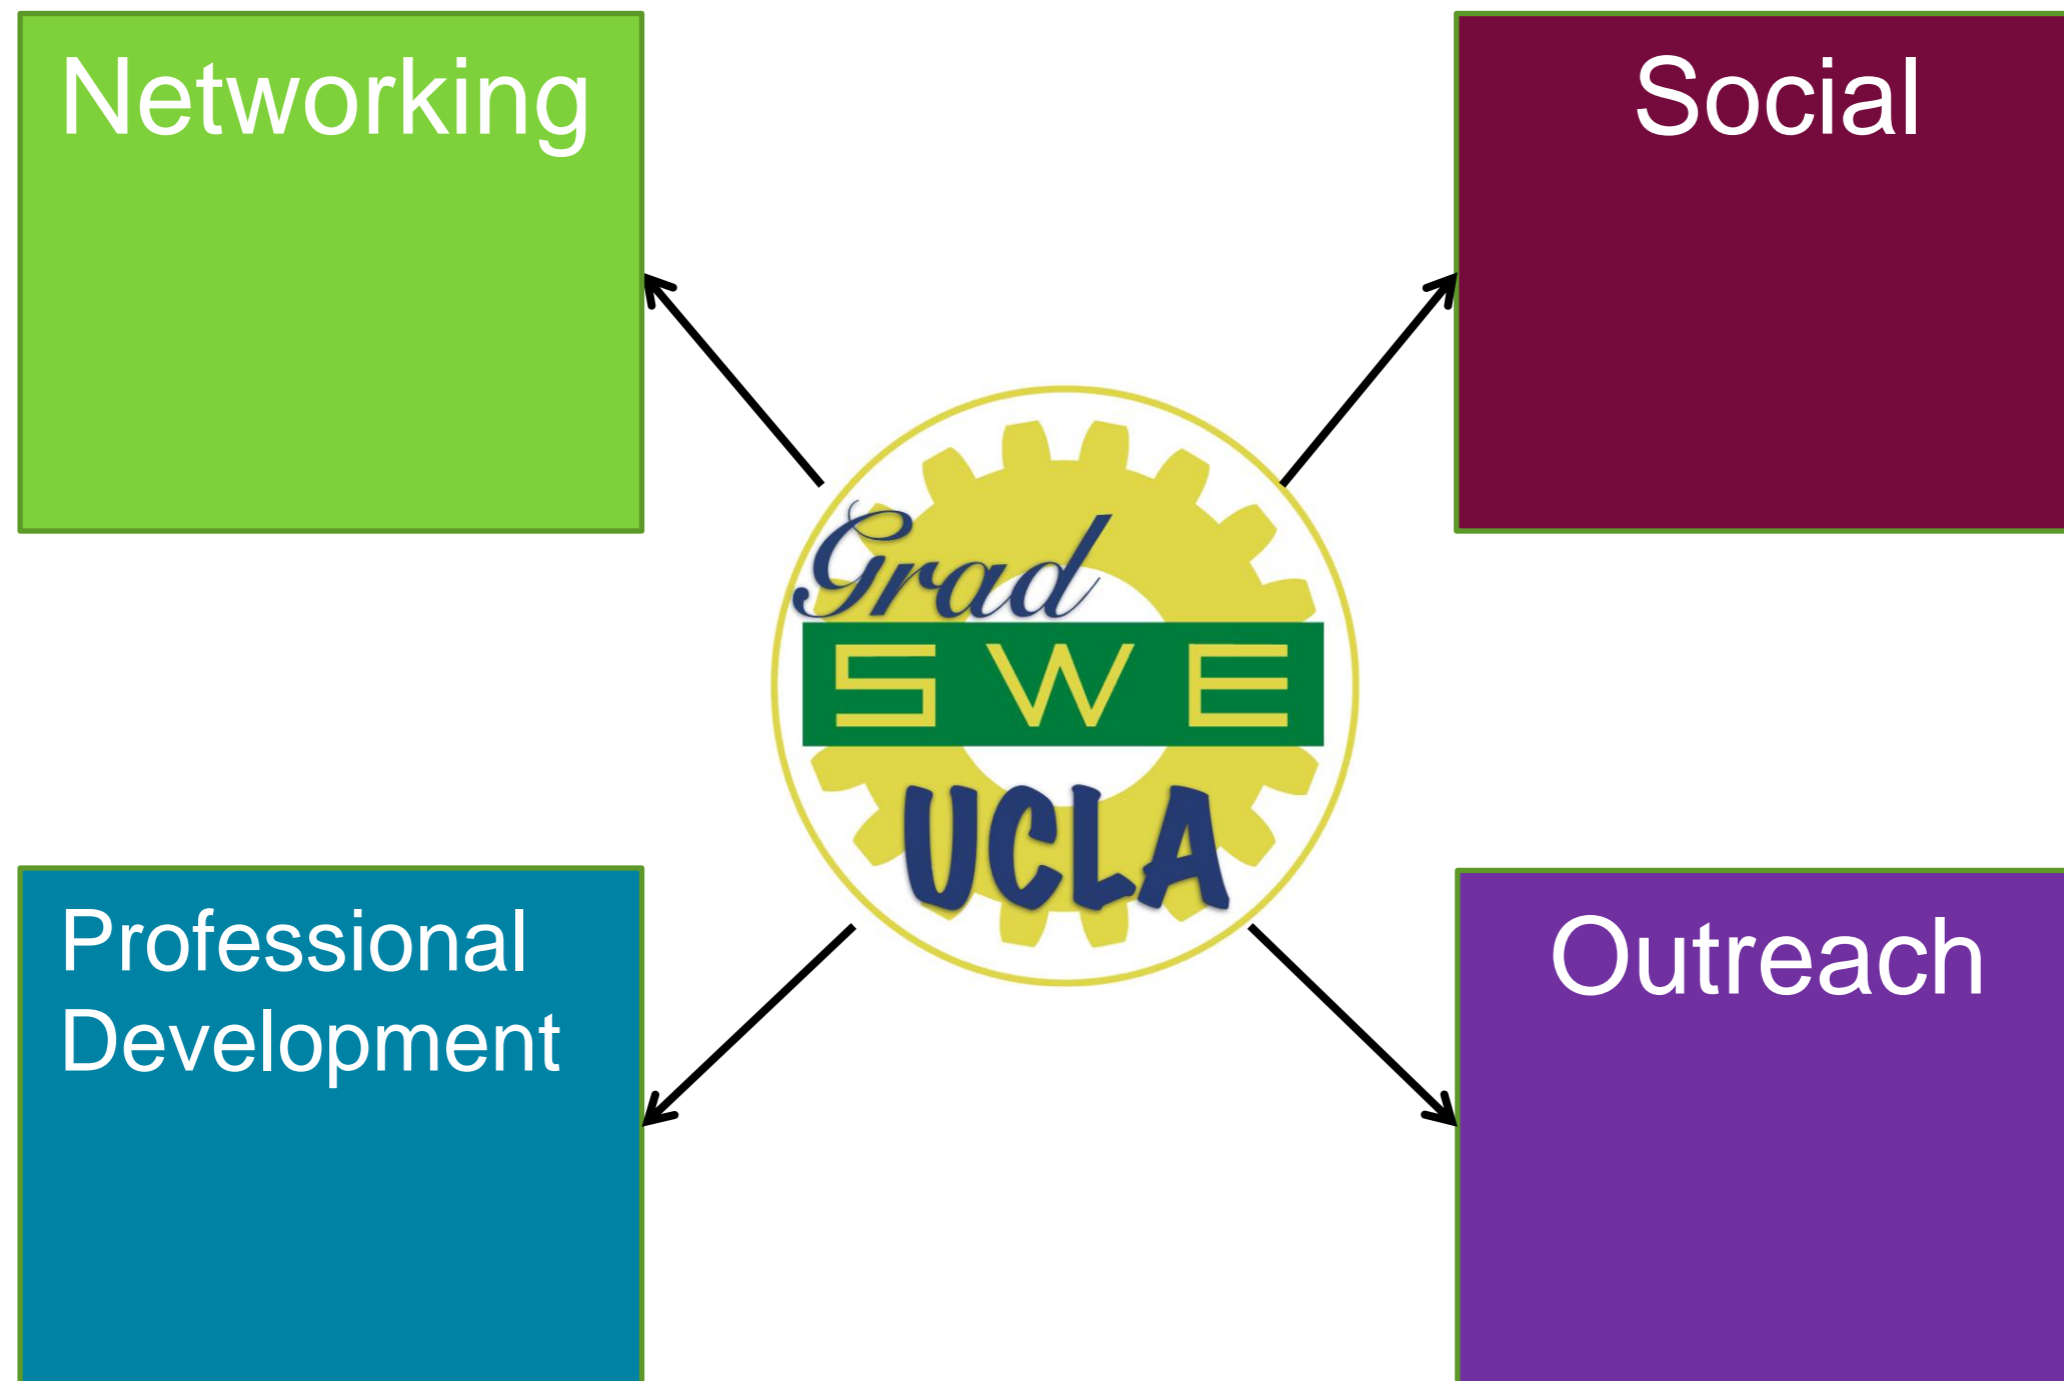 Networking
Social
Grad
SWE
UCLA
Professional
Development
Outreach